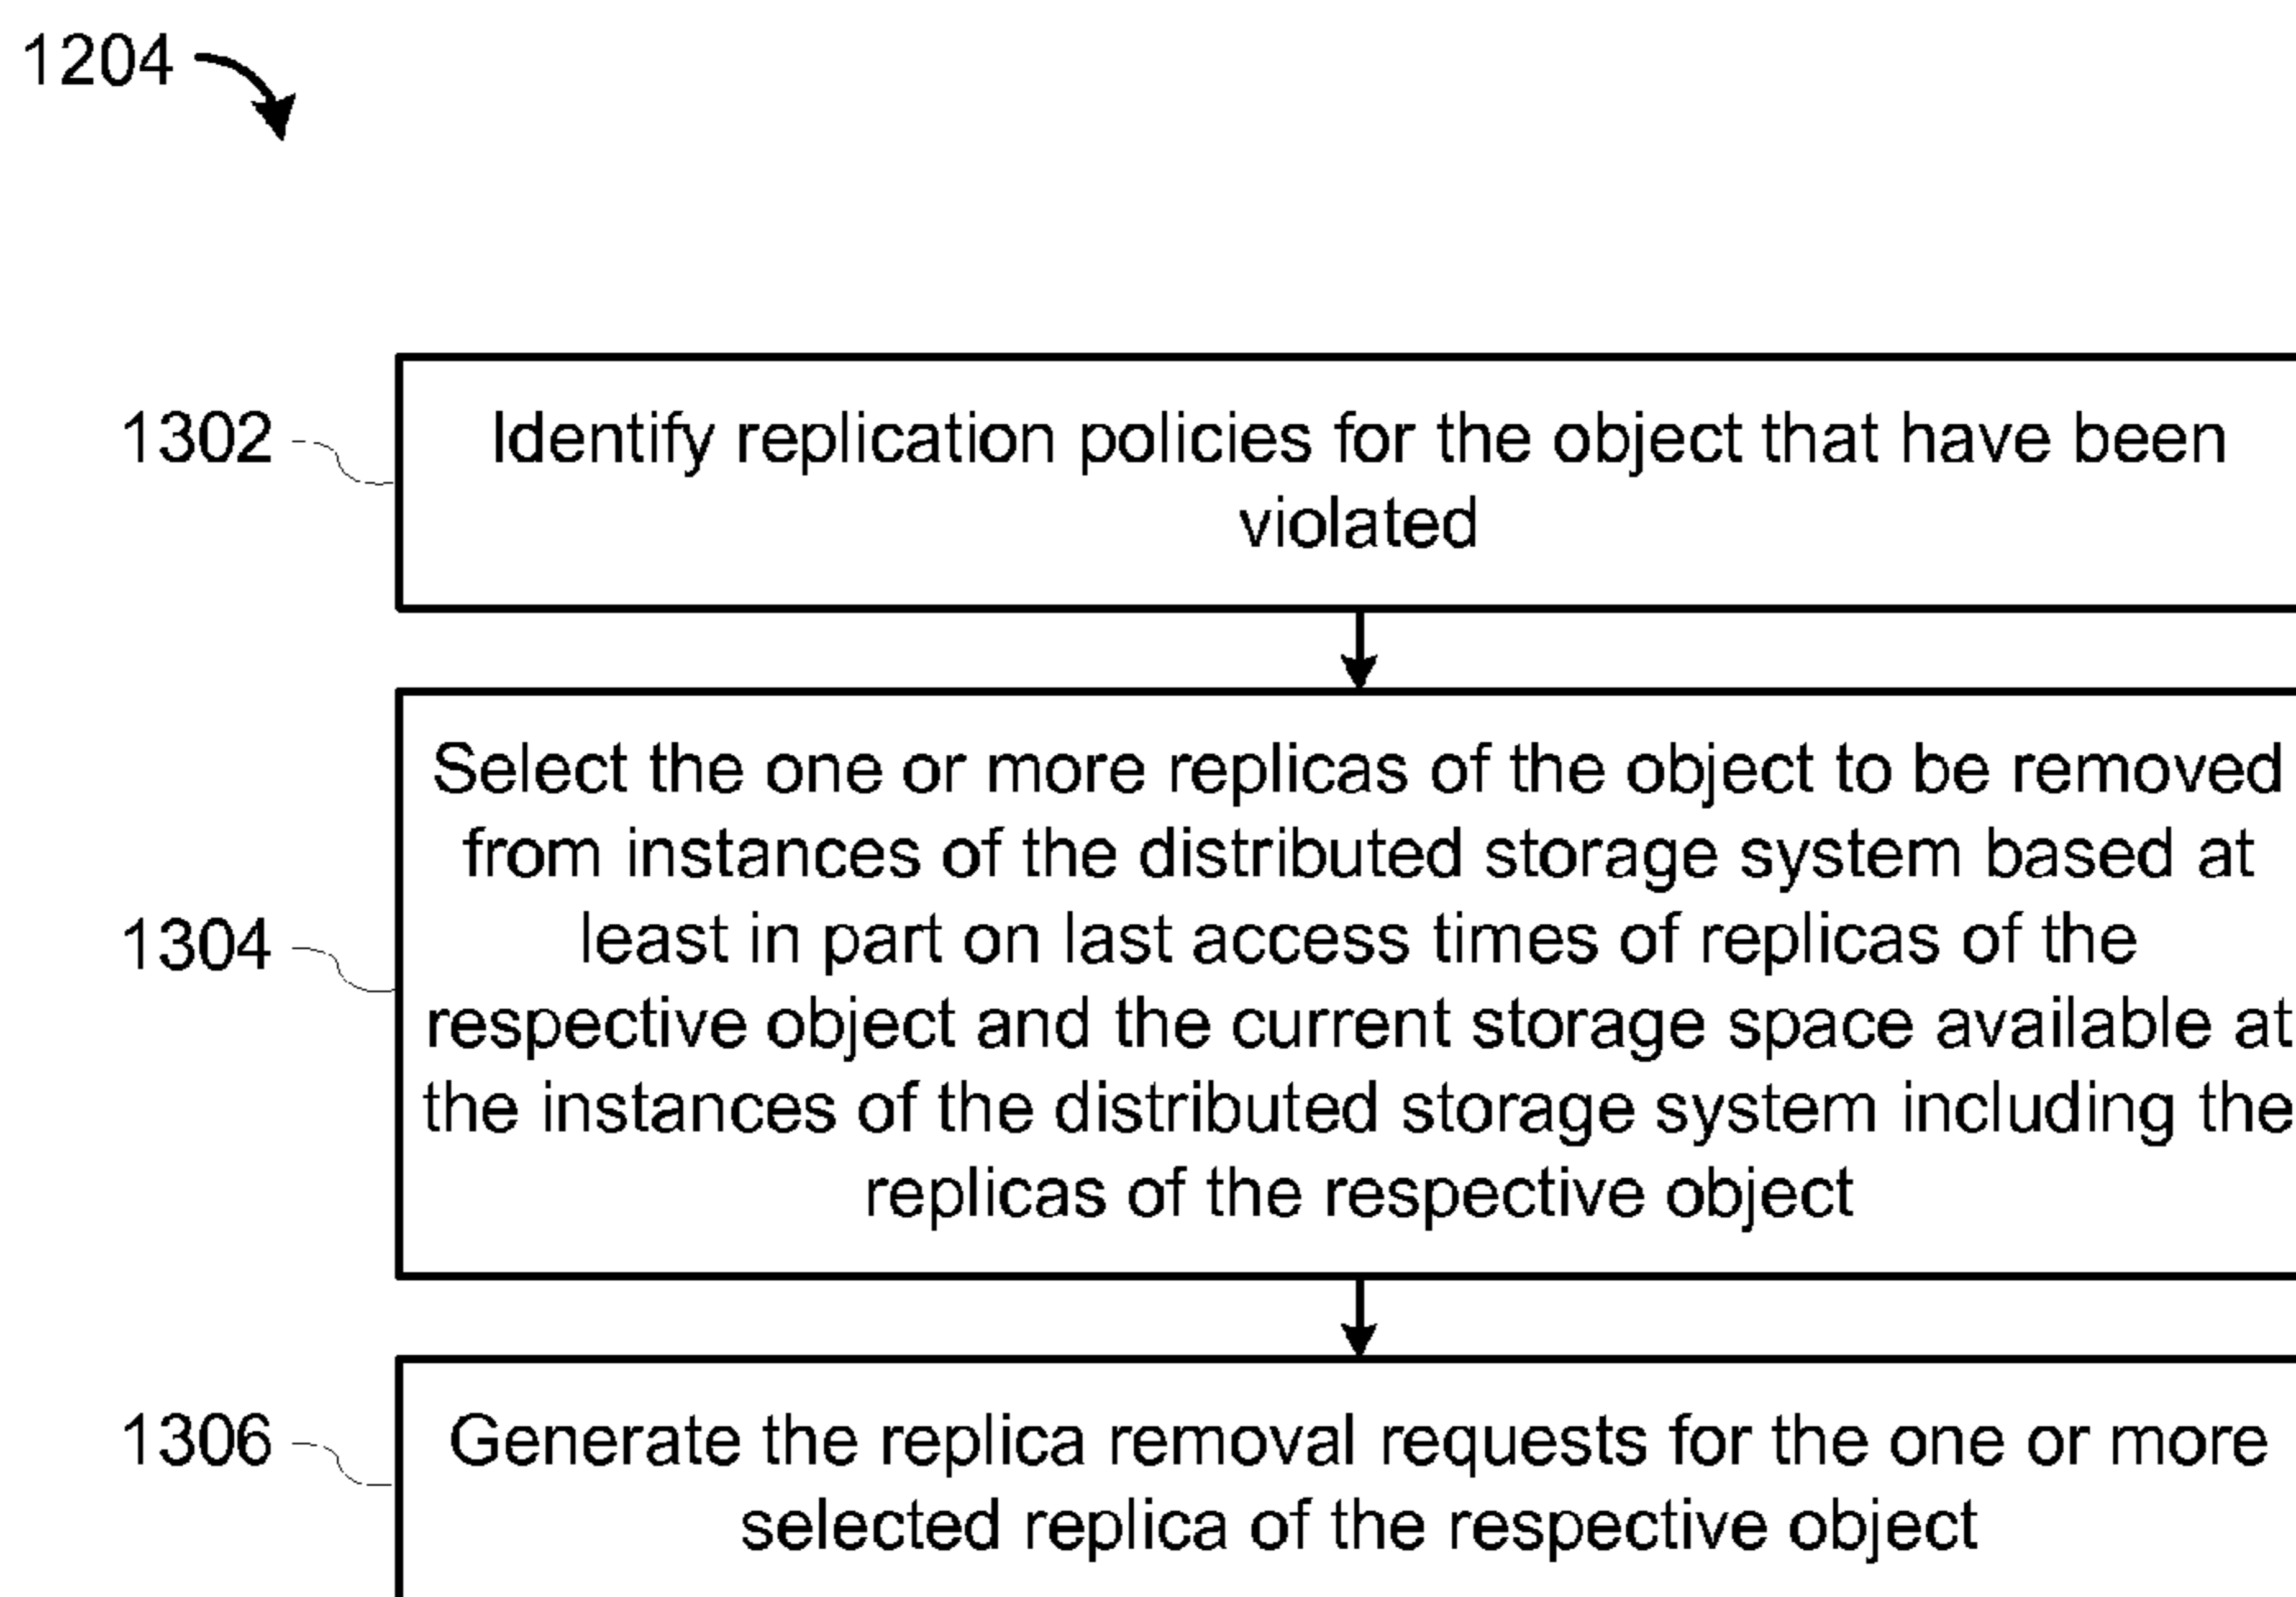 1204
1302
Identify replication policies for the object that have been
violated
1304
Select the one or more replicas of the object to be removed
from instances of the distributed storage system based at
least in part on last access times of replicas of the
respective object and the current storage space available at
the instances of the distributed storage system including the
replicas of the respective object
1306
Generate the replica removal requests for the one or more
selected replica of the respective object